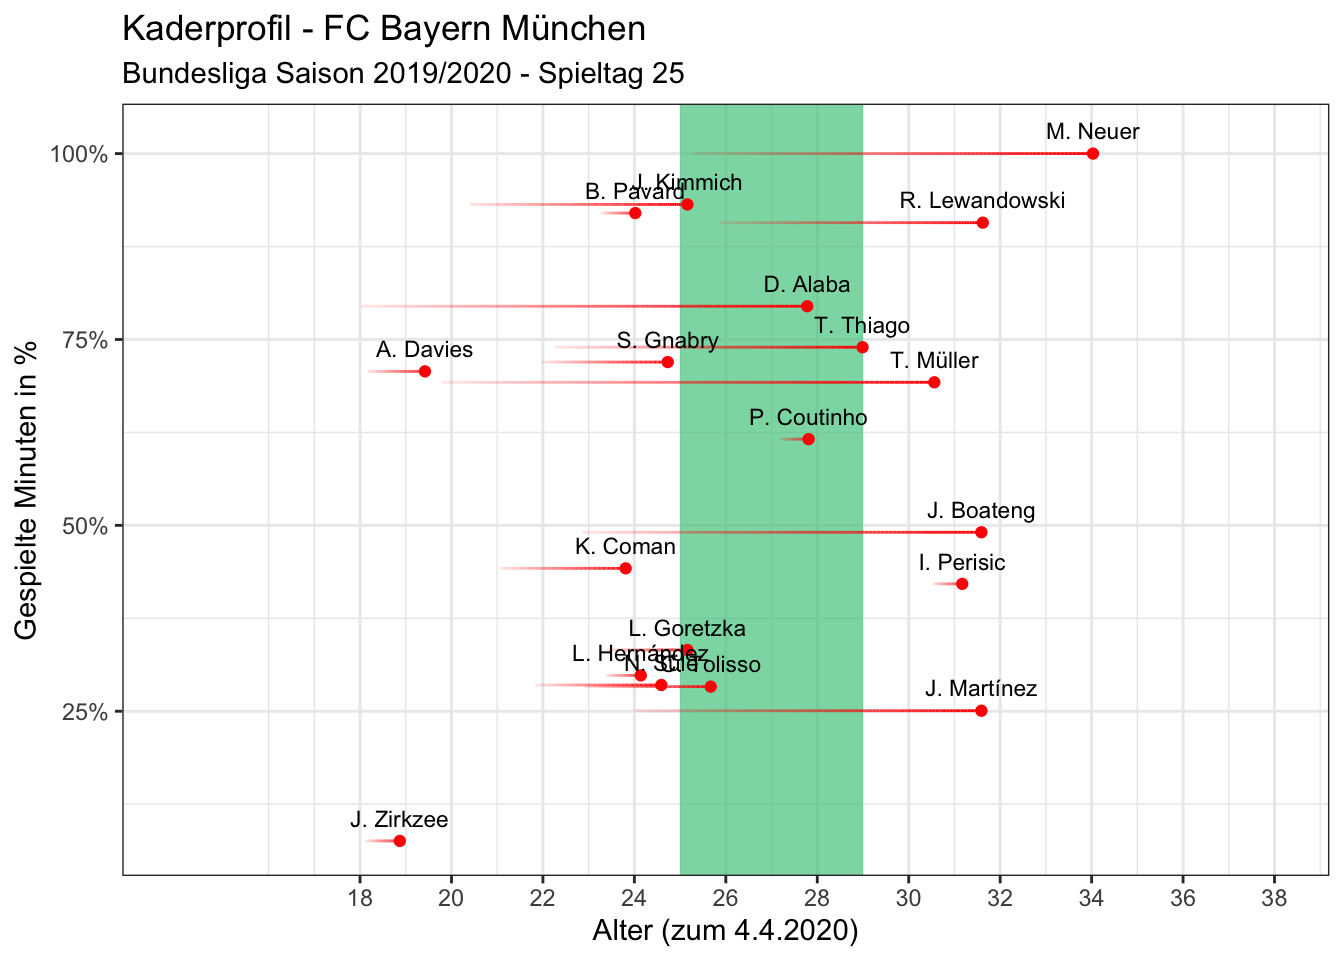 Kaderprofil - FC Bayern München
Bundesliga Saison 2019/2020 - Spieltag 25
M. Neuer
100%
J. Kimmich
B. Pavard
R. Lewandowski
D. Alaba
T. Thiago
75%
S. Gnabry
A. Davies
T. Müller
P. Coutinho
J. Boateng
50%
K. Coman
I. Perisic
L. Goretzka
L. Hernández
N. Süle
C. Tolisso
J. Martínez
25%
J. Zirkzee
Gespielte Minuten in %
18 20 22 24 26 28 30 32 34 36 38
Alter (zum 4.4.2020)